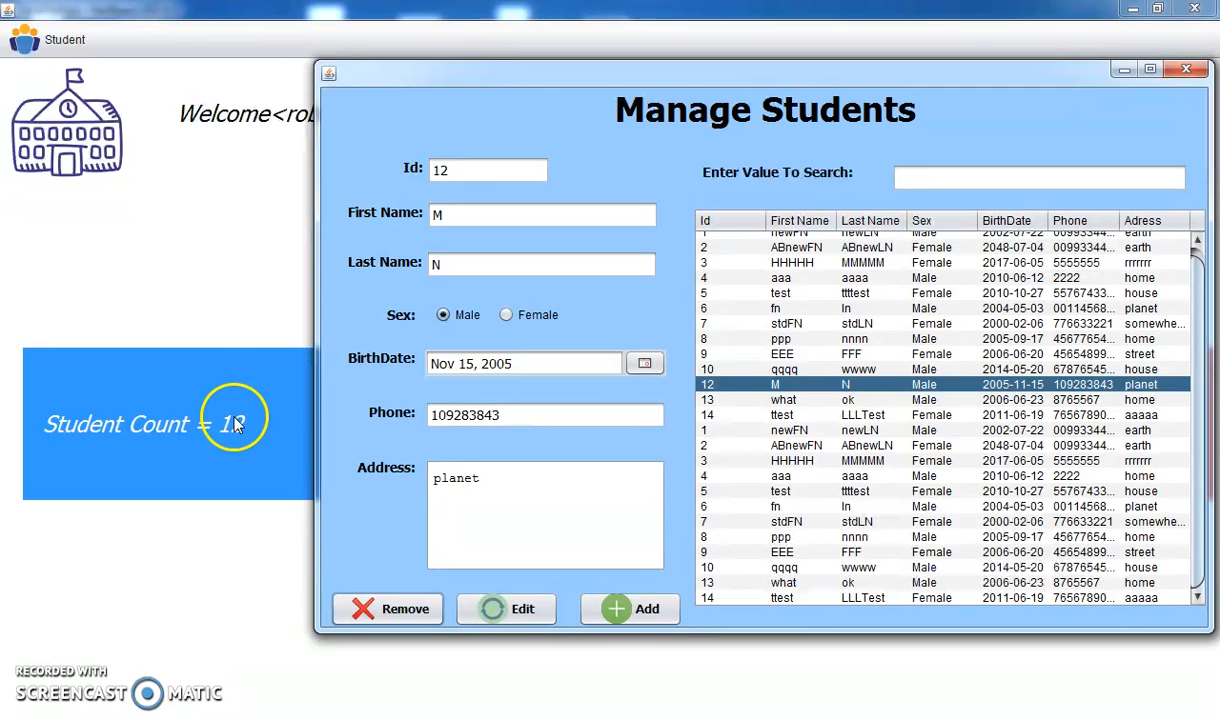 Student
Welcome<rol
Manage Students
Id: 12
Enter Value To Search:
First Name: M
Last Name: N
Sex: Male Female
BirthDate: Nov 15, 2005
Phone: 109283843
Address: planet
Remove Edit Add
Student Count =
Id First Name Last Name Sex BirthDate Phone Adress
1 newFN newLN Male 2002-07-22 00993344... earth
2 ABnewFN ABnewLN Female 2048-07-04 00993344... earth
3 HHHHH MMMMM Female 2017-06-05 5555555 rrrrrrr
4 aaa aaaa Male 2010-06-12 2222 home
5 test ttttest Female 2010-10-27 55767433... house
6 fn ln Male 2004-05-03 00114568... planet
7 stdFN stdLN Female 2000-02-06 776633221 somewhe...
8 ppp nnnn Male 2005-09-17 45677654... home
9 EEE FFF Female 2006-06-20 45654899... street
10 qqqq wwww Male 2014-05-20 67876545... house
12 M N Male 2005-11-15 109283843 planet
13 what ok Male 2006-06-23 8765567 home
14 ttest LLLTest Female 2011-06-19 76567890... aaaaa
1 newFN newLN Male 2002-07-22 00993344... earth
2 ABnewFN ABnewLN Female 2048-07-04 00993344... earth
3 HHHHH MMMMM Female 2017-06-05 5555555 rrrrrrr
4 aaa aaaa Male 2010-06-12 2222 home
5 test ttttest Female 2010-10-27 55767433... house
6 fn ln Male 2004-05-03 00114568... planet
7 stdFN stdLN Female 2000-02-06 776633221 somewhe...
8 ppp nnnn Male 2005-09-17 45677654... home
9 EEE FFF Female 2006-06-20 45654899... street
10 qqqq wwww Male 2014-05-20 67876545... house
13 what ok Male 2006-06-23 8765567 home
14 ttest LLLTest Female 2011-06-19 76567890... aaaaa
RECORDED WITH
SCREENCAST MATIC